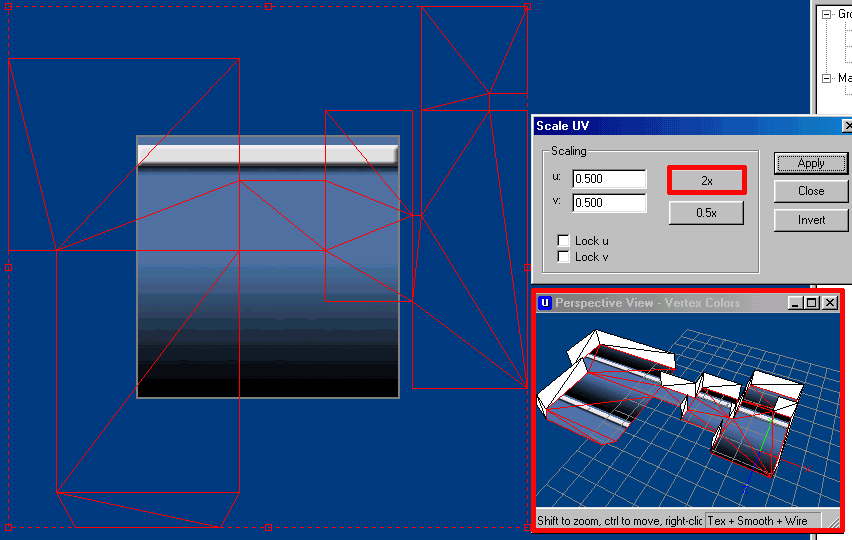 Gro
Ma
Scale UV
Scaling
u: 0.500
v: 0.500
2x
0.5x
Lock u
Lock v
Apply
Close
Invert
U Perspective View - Vertex Colors
Shift to zoom, ctrl to move, right-clic
Tex + Smooth + Wire